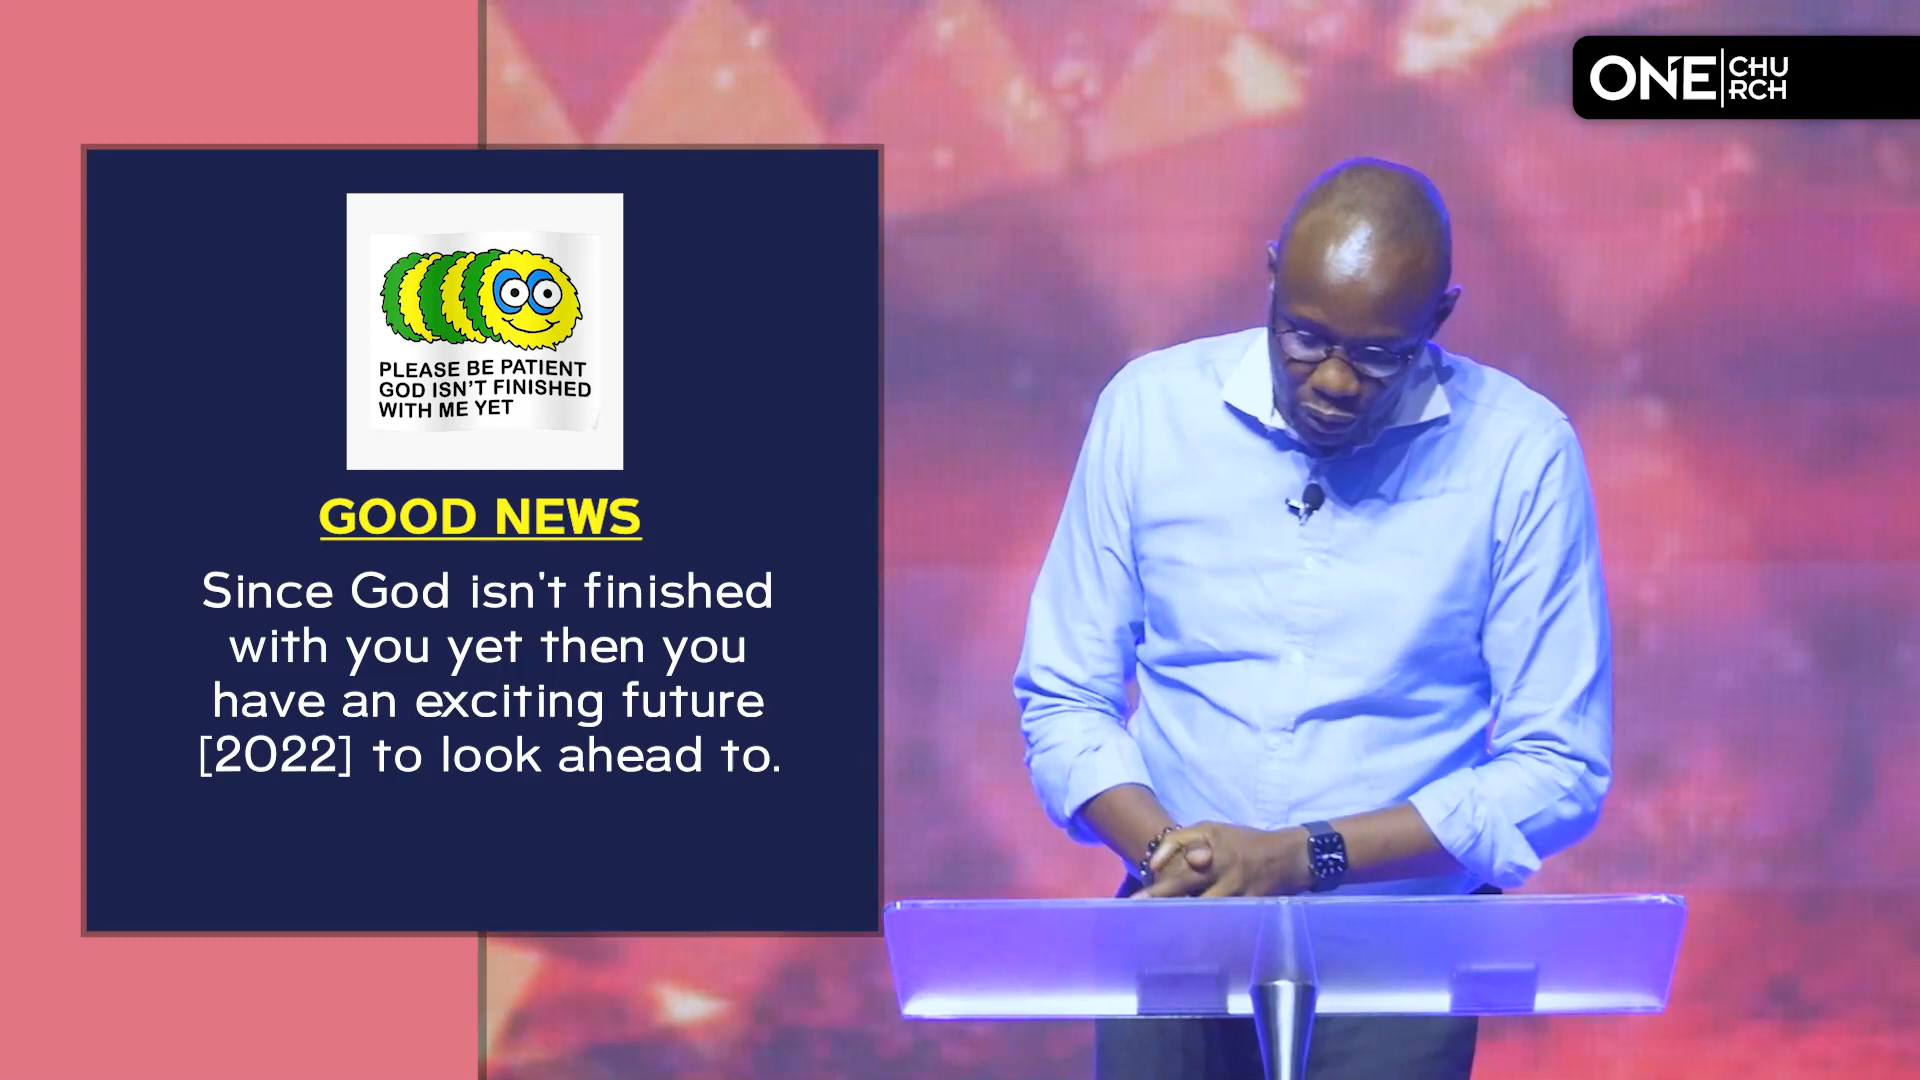 PLEASE BE PATIENT
GOD ISN'T FINISHED
WITH ME YET
GOOD NEWS
Since God isn't finished
with you yet then you
have an exciting future
[2022] to look ahead to.
ONE CHU
RCH